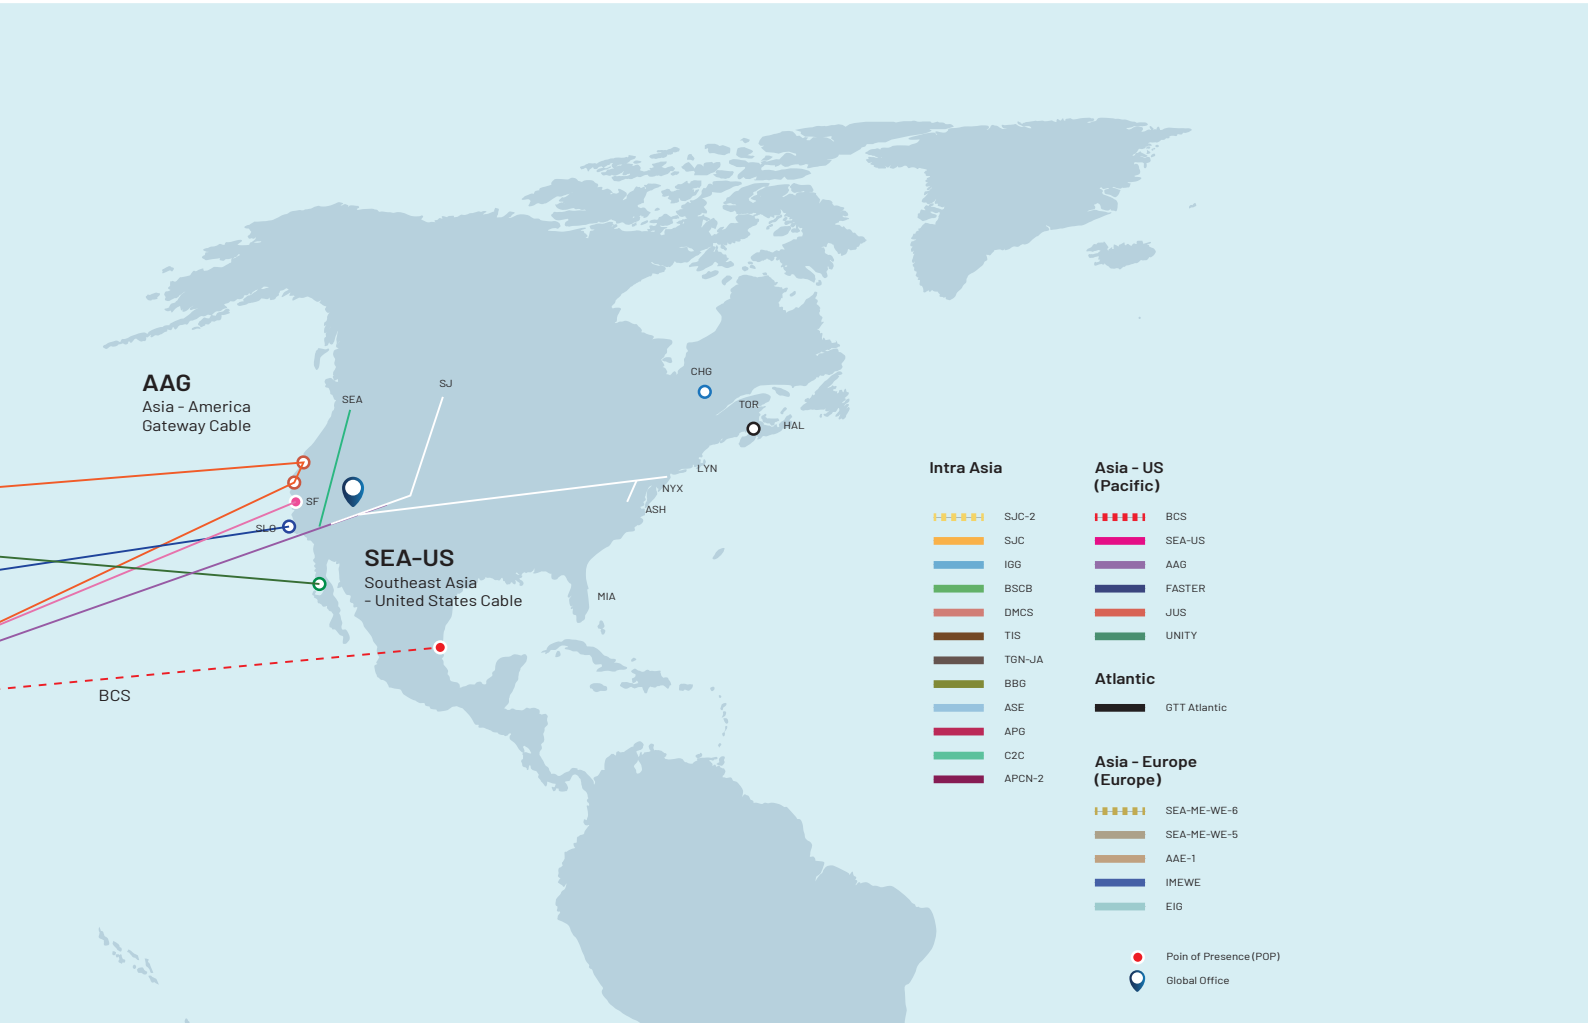 CHG
AAG
Asia - America
Gateway Cable
SJ
SEA
TOR
HAL
LYN
NYX
ASH
SF
SLO
SEA-US
Southeast Asia
- United States Cable
MIA
BCS
Intra Asia
SJC-2
SJC
IGG
BSCB
DMCS
TIS
TGN-JA
BBG
ASE
APG
C2C
APCN-2
Asia - US
(Pacific)
BCS
SEA-US
AAG
FASTER
JUS
UNITY
Atlantic
GTT Atlantic
Asia - Europe
(Europe)
SEA-ME-WE-6
SEA-ME-WE-5
AAE-1
IMEWE
EIG
Poin of Presence (POP)
Global Office